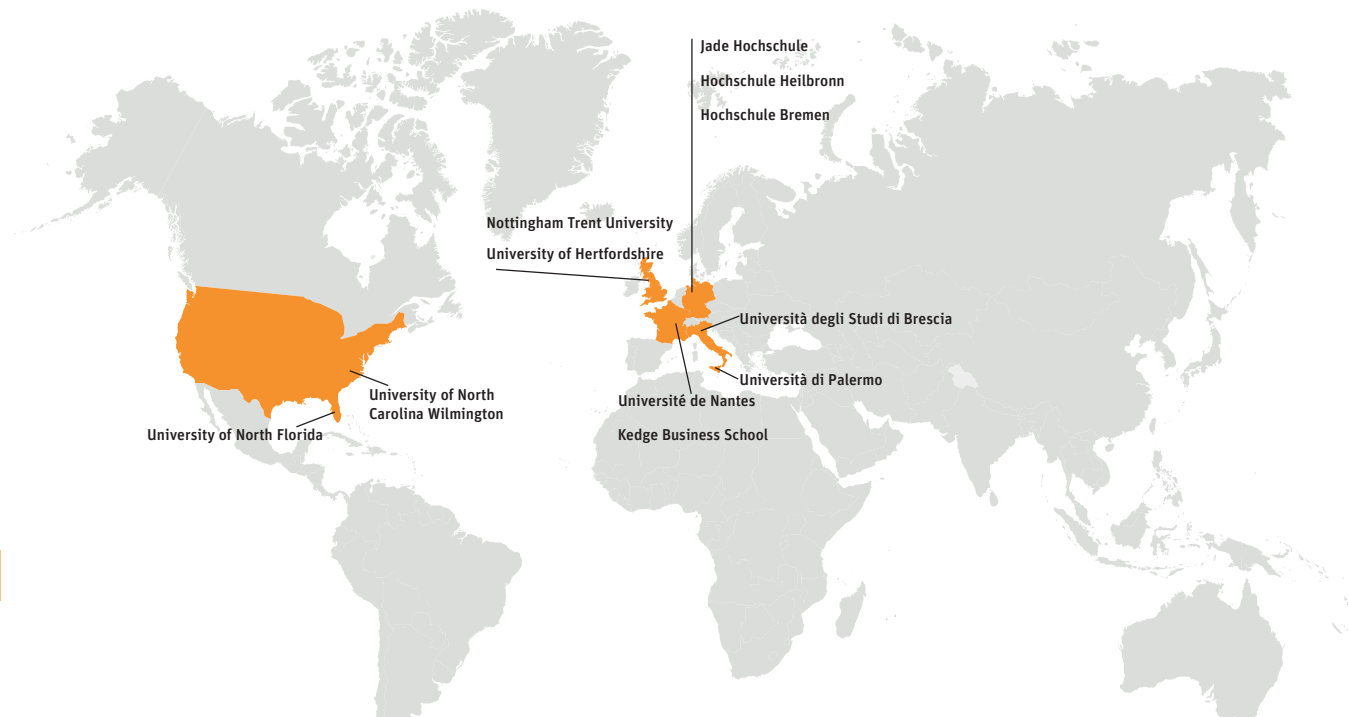 Jade Hochschule
Hochschule Heilbronn
Hochschule Bremen
Nottingham Trent University
University of Hertfordshire
Università degli Studi di Brescia
Università di Palermo
University of North
Carolina Wilmington
Université de Nantes
University of North Florida
Kedge Business School